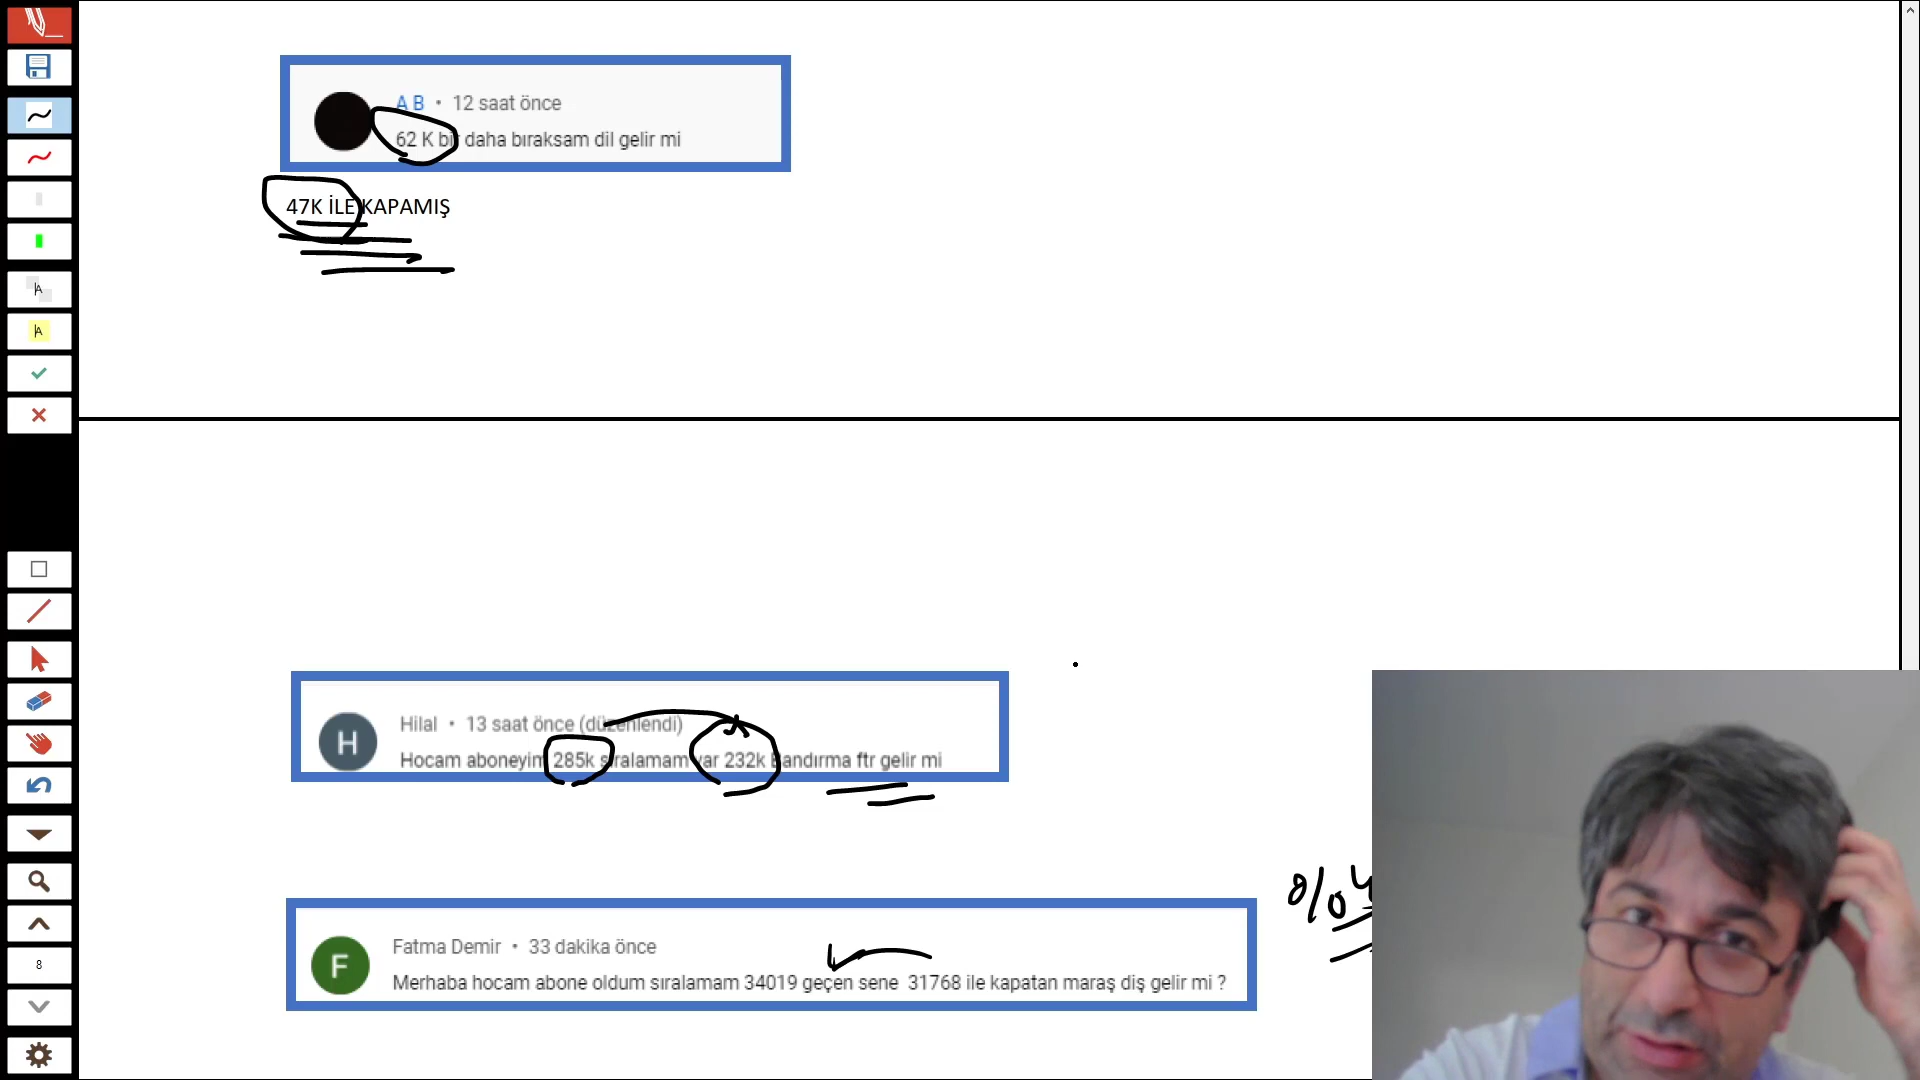 A B • 12 saat önce
62 K bir daha bıraksam dil gelir mi
47K İLE KAPAMIŞ
Hilal • 13 saat önce (düzenlendi)
H
Hocam aboneyim 285k sıralamam var 232k Bandırma ftr gelir mi
Fatma Demir • 33 dakika önce
F
Merhaba hocam abone oldum sıralamam 34019 geçen sene 31768 ile kapatan maraş diş gelir mi ?
A
A
8